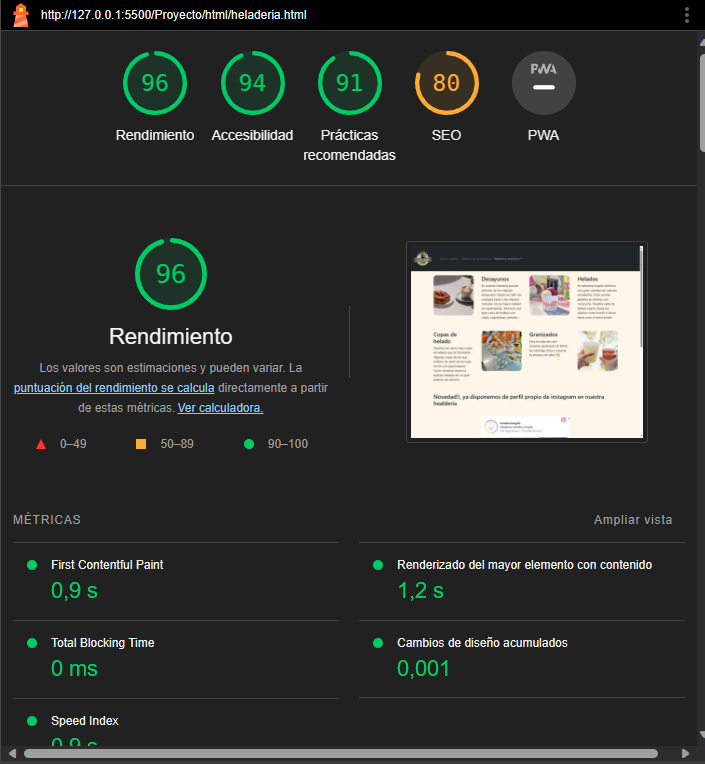 http://127.0.0.1:5500/Proyecto/html/heladeria.html
96
94
91
80
PWA
Rendimiento
Accesibilidad
Prácticas
recomendadas
SEO
PWA
96
Rendimiento
Los valores son estimaciones y pueden variar. La
puntuación del rendimiento se calcula directamente a partir
de estas métricas. Ver calculadora.
0–49
50–89
90–100
Desayunos
Helados
Copas de
helado
Granizados
Novedad!!, ya disponemos de perfil propio de instagram en nuestra
MÉTRICAS
Ampliar vista
First Contentful Paint
0,9 s
Renderizado del mayor elemento con contenido
1,2 s
Total Blocking Time
0 ms
Cambios de diseño acumulados
0,001
Speed Index
0,9 s